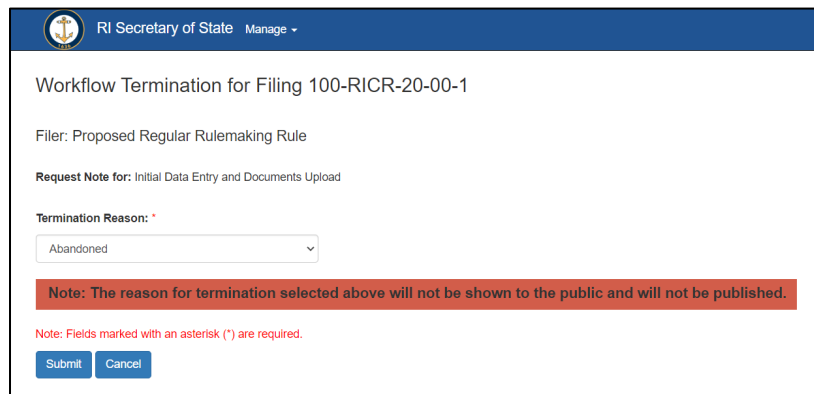 RI Secretary of State Manage
Workflow Termination for Filing 100-RICR-20-00-1
Filer: Proposed Regular Rulemaking Rule
Request Note for: Initial Data Entry and Documents Upload
Termination Reason: *
Abandoned
Note: The reason for termination selected above will not be shown to the public and will not be published.
Note: Fields marked with an asterisk (*) are required.
Submit Cancel